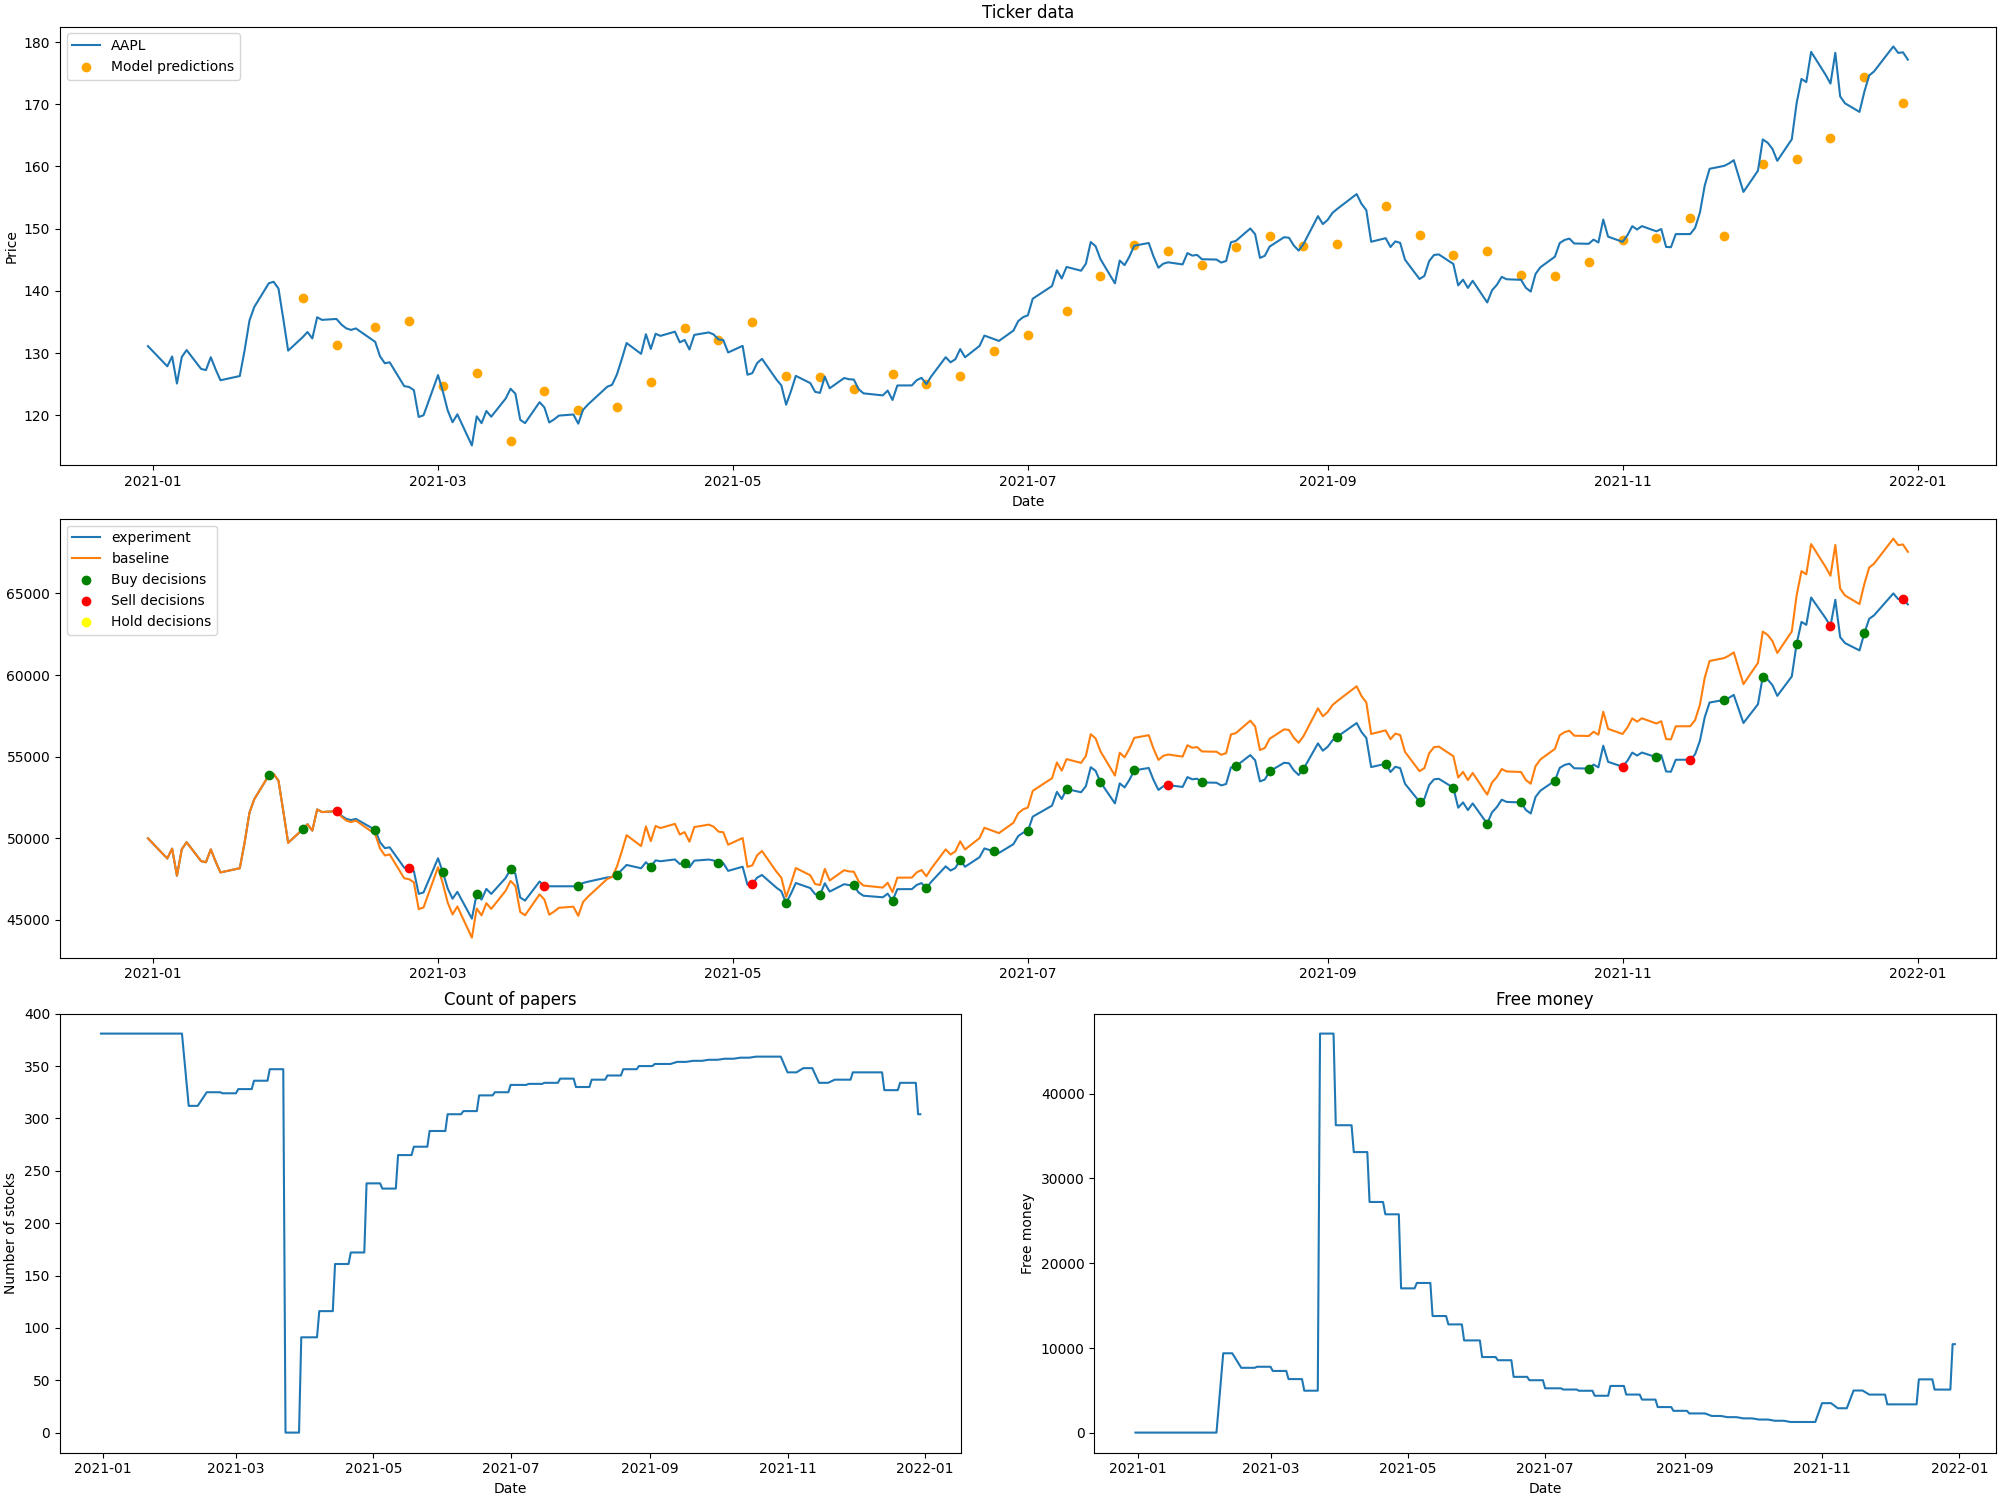 Ticker data
AAPL
Model predictions
180
170
160
150
140
130
120
Price
2021-01 2021-03 2021-05 2021-07 2021-09 2021-11 2022-01
Date
experiment
baseline
Buy decisions
Sell decisions
Hold decisions
65000
60000
55000
50000
45000
2021-01 2021-03 2021-05 2021-07 2021-09 2021-11 2022-01
Count of papers
400
350
300
250
200
150
100
50
0
Number of stocks
2021-01 2021-03 2021-05 2021-07 2021-09 2021-11 2022-01
Date
Free money
40000
30000
20000
10000
0
Free money
2021-01 2021-03 2021-05 2021-07 2021-09 2021-11 2022-01
Date